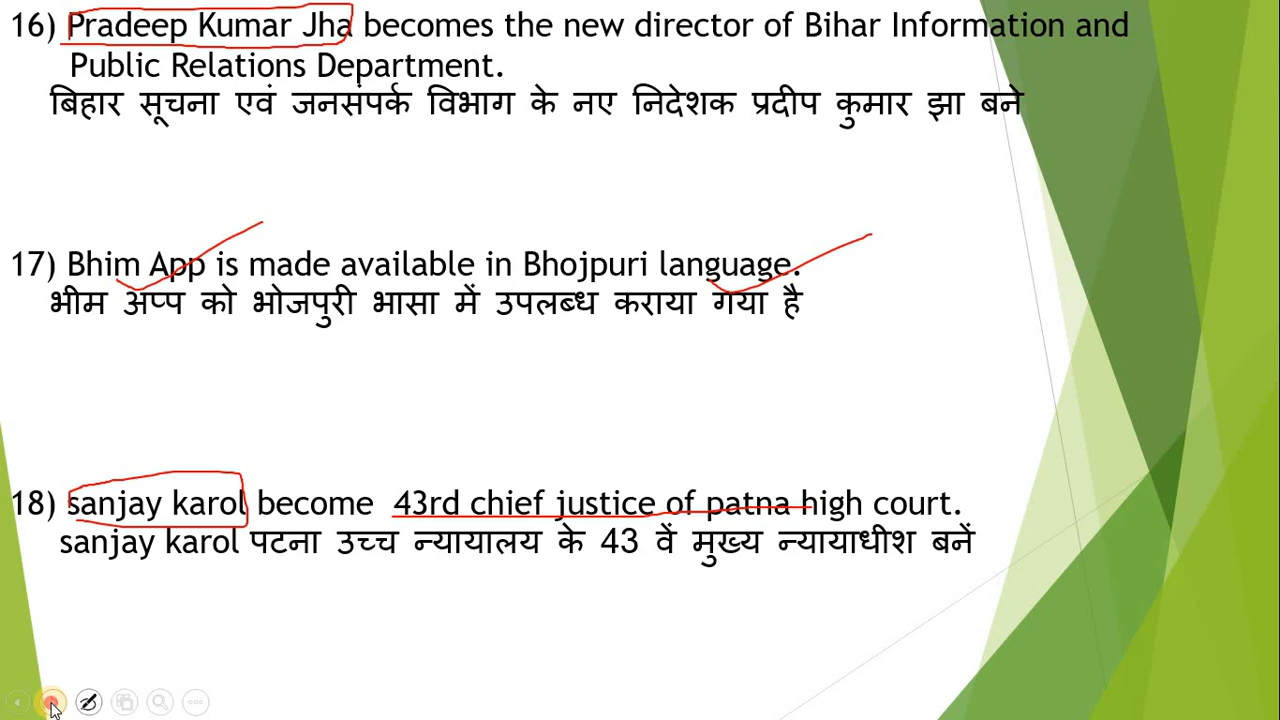 16) Pradeep Kumar Jha becomes the new director of Bihar Information and
Public Relations Department.
बिहार सूचना एवं जनसंपर्क विभाग के नए निदेशक प्रदीप कुमार झा बने
17) Bhim App is made available in Bhojpuri language.
भीम अप्प को भोजपुरी भासा में उपलब्ध कराया गया है
18) sanjay karol become 43rd chief justice of patna high court.
sanjay karol पटना उच्च न्यायालय के 43 वें मुख्य न्यायाधीश बनें